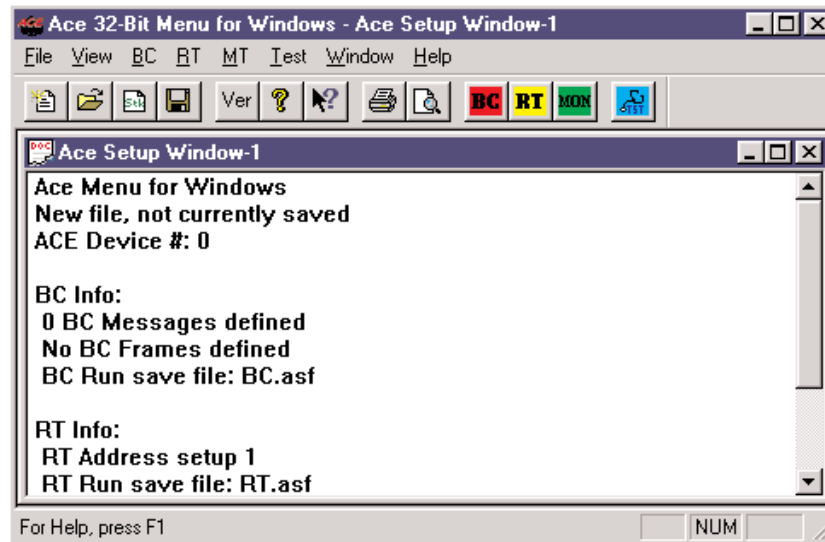 Ace 32-Bit Menu for Windows - Ace Setup Window-1
File View BC RT MT Test Window Help
Stk Ver ? ? BC RT MON TEST
DOC Ace Setup Window-1
Ace Menu for Windows
New file, not currently saved
ACE Device #: 0
BC Info:
0 BC Messages defined
No BC Frames defined
BC Run save file: BC.asf
RT Info:
RT Address setup 1
RT Run save file: RT.asf
For Help, press F1 NUM